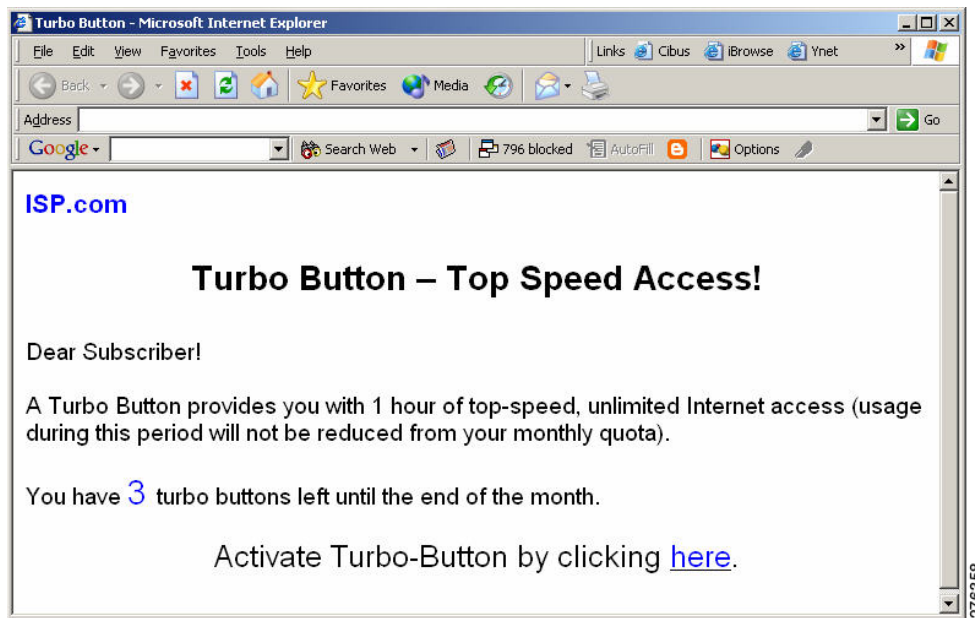 Turbo Button - Microsoft Internet Explorer
File Edit View Favorites Tools Help Links Cibus iBrowse Ynet »
Back Favorites Media
Address Go
Google Search Web 796 blocked AutoFill Options
ISP.com
Turbo Button – Top Speed Access!
Dear Subscriber!
A Turbo Button provides you with 1 hour of top-speed, unlimited Internet access (usage
during this period will not be reduced from your monthly quota).
You have 3 turbo buttons left until the end of the month.
Activate Turbo-Button by clicking here.